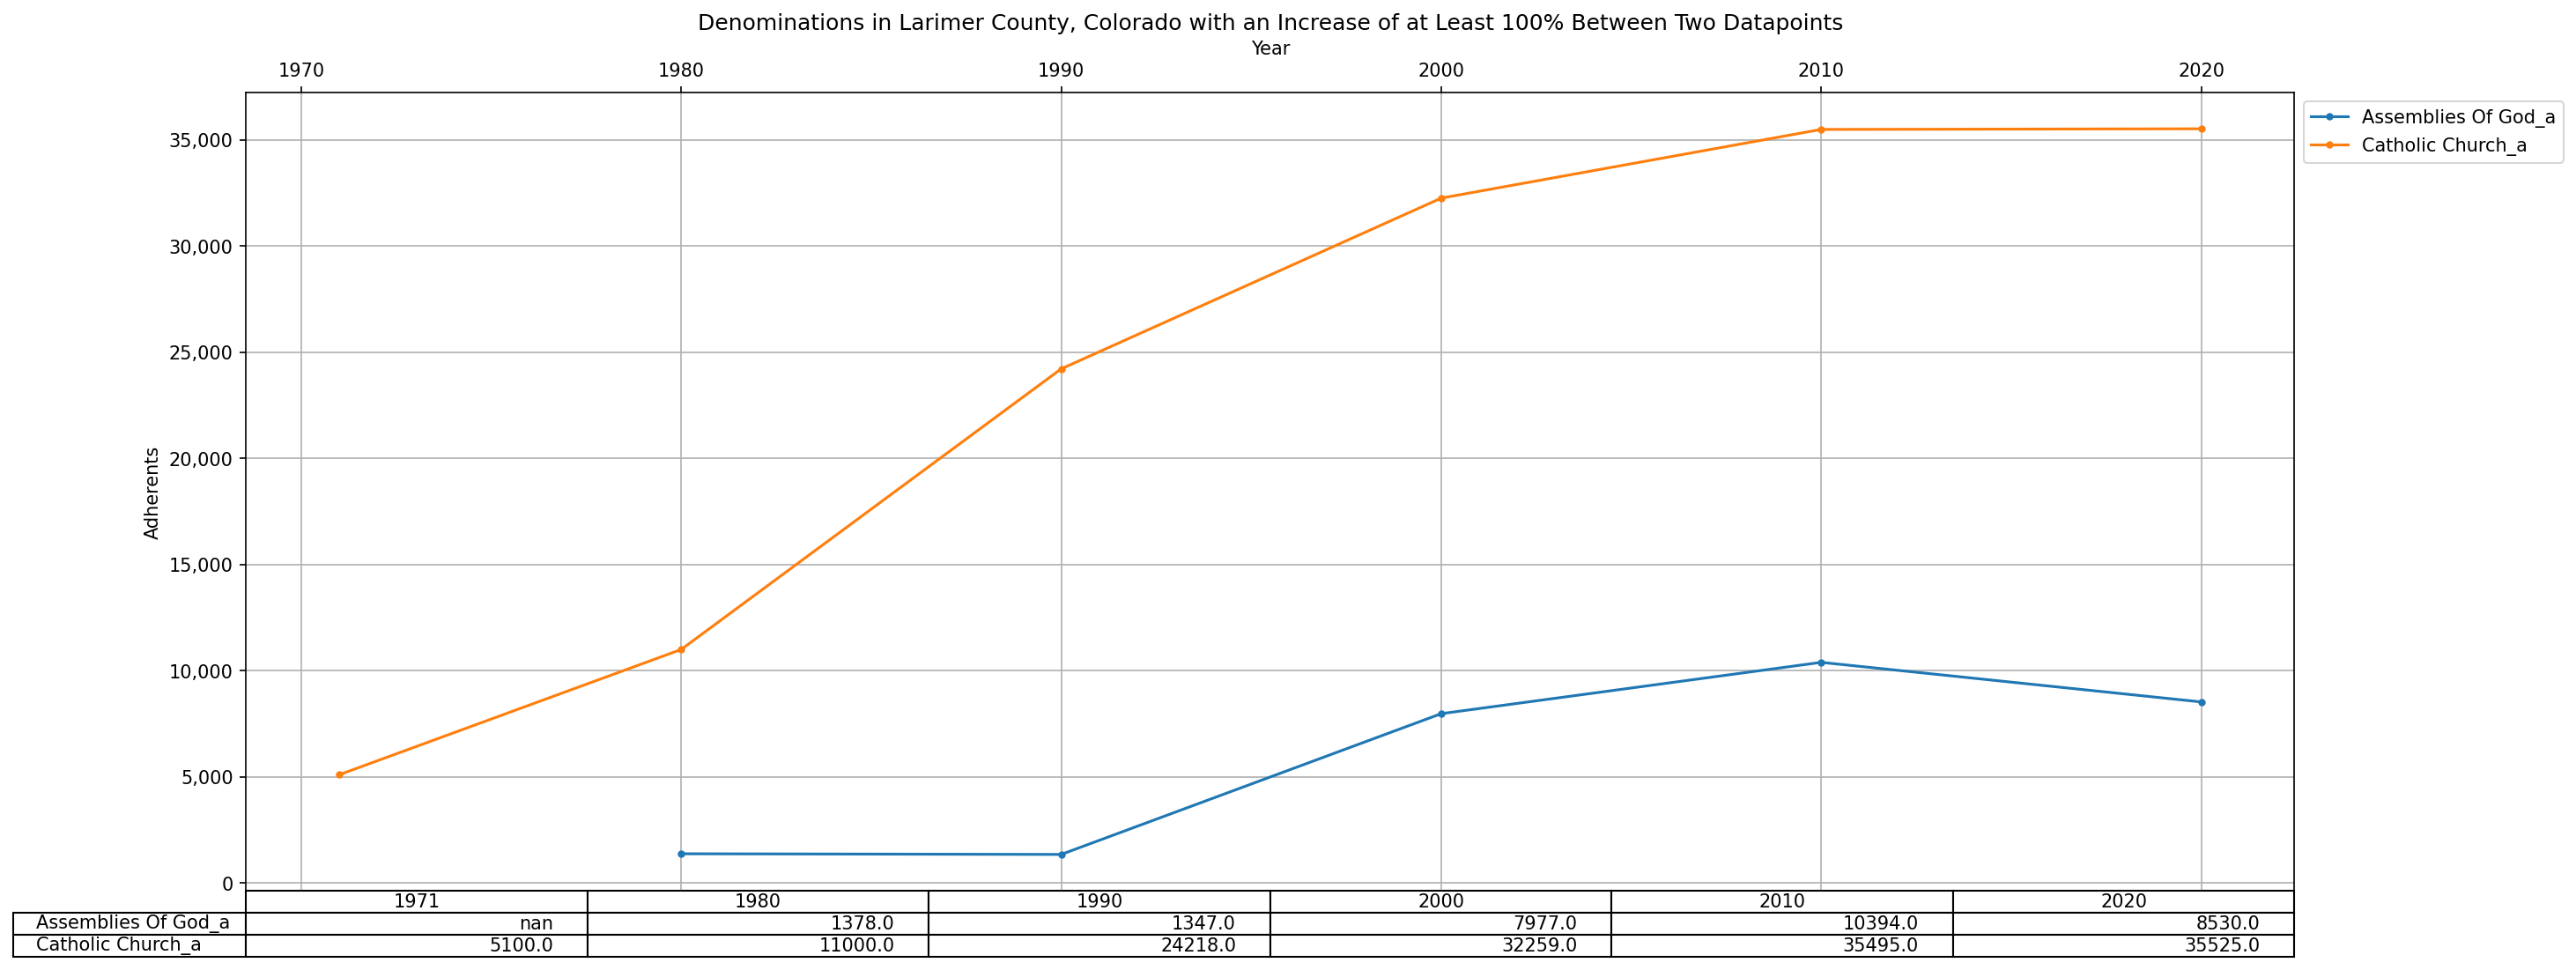 Denominations in Larimer County, Colorado with an Increase of at Least 100% Between Two Datapoints
Year
1970 1980 1990 2000 2010 2020
Assemblies Of God_a
Catholic Church_a
Adherents
35,000
30,000
25,000
20,000
15,000
10,000
5,000
0
1971 1980 1990 2000 2010 2020
Assemblies Of God_a nan 1378.0 1347.0 7977.0 10394.0 8530.0
Catholic Church_a 5100.0 11000.0 24218.0 32259.0 35495.0 35525.0